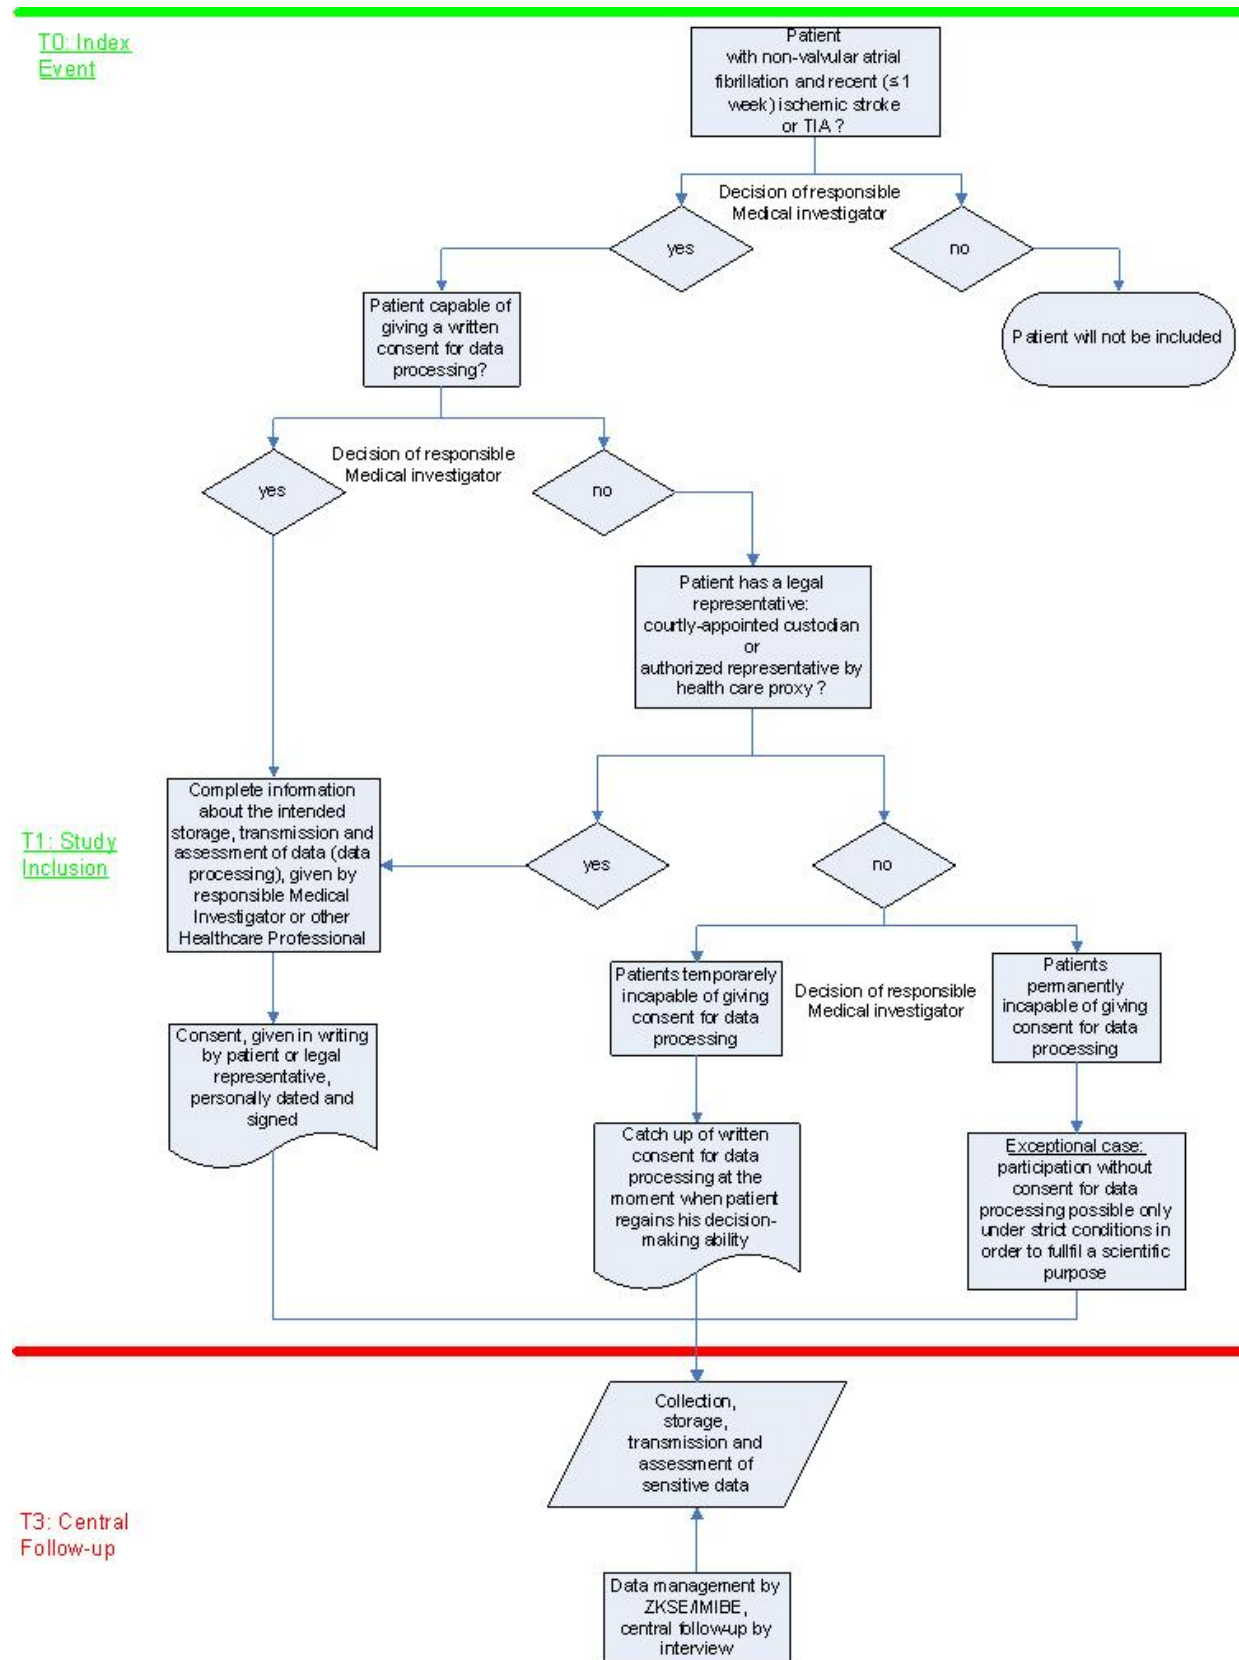 T0: Index
Event
Patient
with non-valvular atrial
fibrillation and recent (≤ 1
week) ischemic stroke
or TIA ?
Decision of responsible
Medical investigator
yes
no
Patient capable of
giving a written
consent for data
processing?
Patient will not be included
Decision of responsible
Medical investigator
yes
no
Patient has a legal
representative:
courtly-appointed custodian
or
authorized representative by
health care proxy ?
T1: Study
Inclusion
Complete information
about the intended
storage, transmission and
assessment of data (data
processing), given by
responsible Medical
Investigator or other
Healthcare Professional
yes
no
Patients temporarely
incapable of giving
consent for data
processing
Decision of responsible
Medical investigator
Patients
permanently
incapable of giving
consent for data
processing
Consent, given in writing
by patient or legal
representative,
personally dated and
signed
Catch up of written
consent for data
processing at the
moment when patient
regains his decision-
making ability
Exceptional case:
participation without
consent for data
processing possible only
under strict conditions in
order to fullfil a scientific
purpose
Collection,
storage,
transmission and
assessment of
sensitive data
T3: Central
Follow-up
Data management by
ZKSE/IMIBE,
central follow-up by
interview